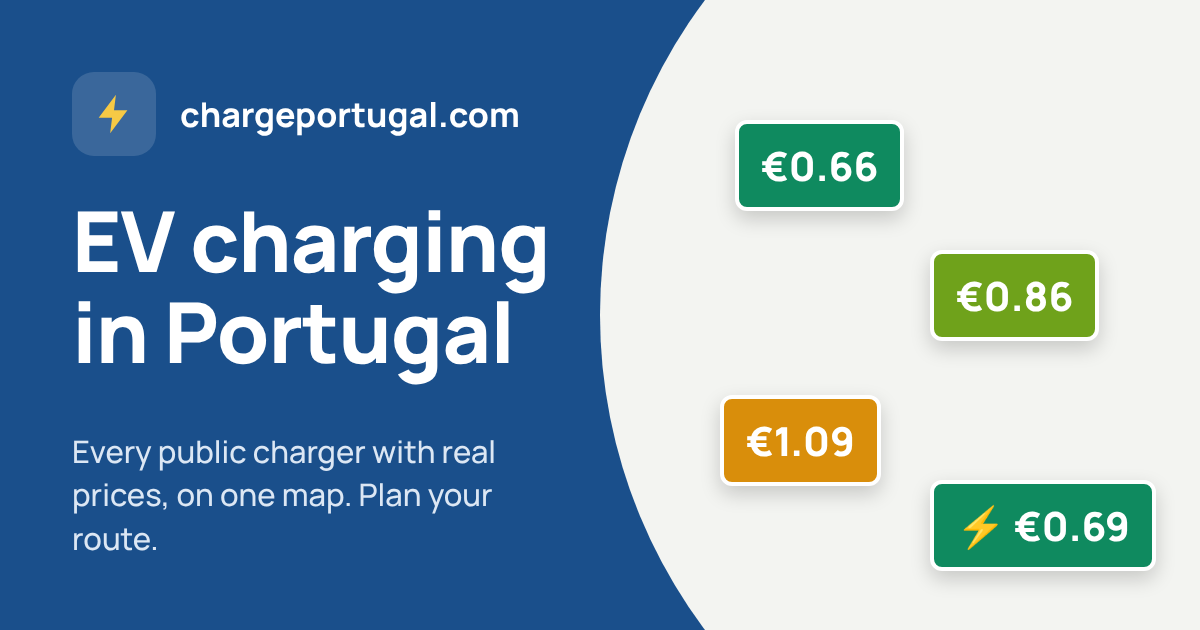 chargeportugal.com
EV charging
in Portugal
Every public charger with real
prices, on one map. Plan your
route.
€0.66
€0.86
€1.09
⚡ €0.69